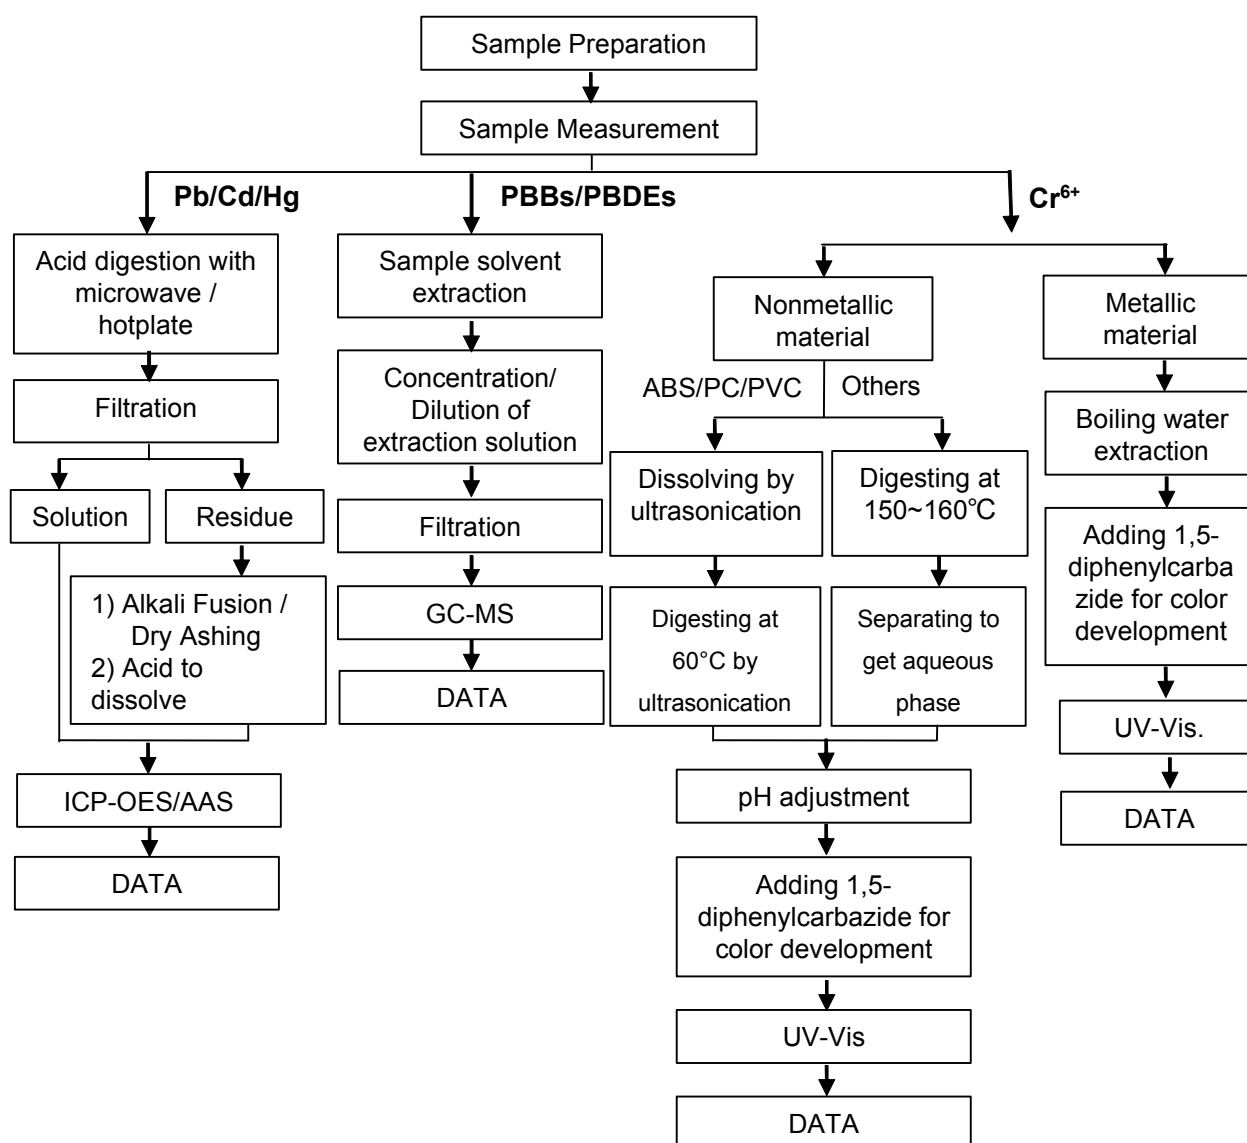 Sample Preparation
Sample Measurement
Pb/Cd/Hg
PBBs/PBDEs
Cr⁶⁺
Acid digestion with
microwave /
hotplate
Filtration
Solution
Residue
1) Alkali Fusion /
Dry Ashing
2) Acid to
dissolve
ICP-OES/AAS
DATA
Sample solvent
extraction
Concentration/
Dilution of
extraction solution
Filtration
GC-MS
DATA
Nonmetallic
material
ABS/PC/PVC
Others
Dissolving by
ultrasonication
Digesting at
60°C by
ultrasonication
Digesting at
150~160℃
Separating to
get aqueous
phase
pH adjustment
Adding 1,5-
diphenylcarbazide for
color development
UV-Vis
DATA
Metallic
material
Boiling water
extraction
Adding 1,5-
diphenylcarba
zide for color
development
UV-Vis.
DATA